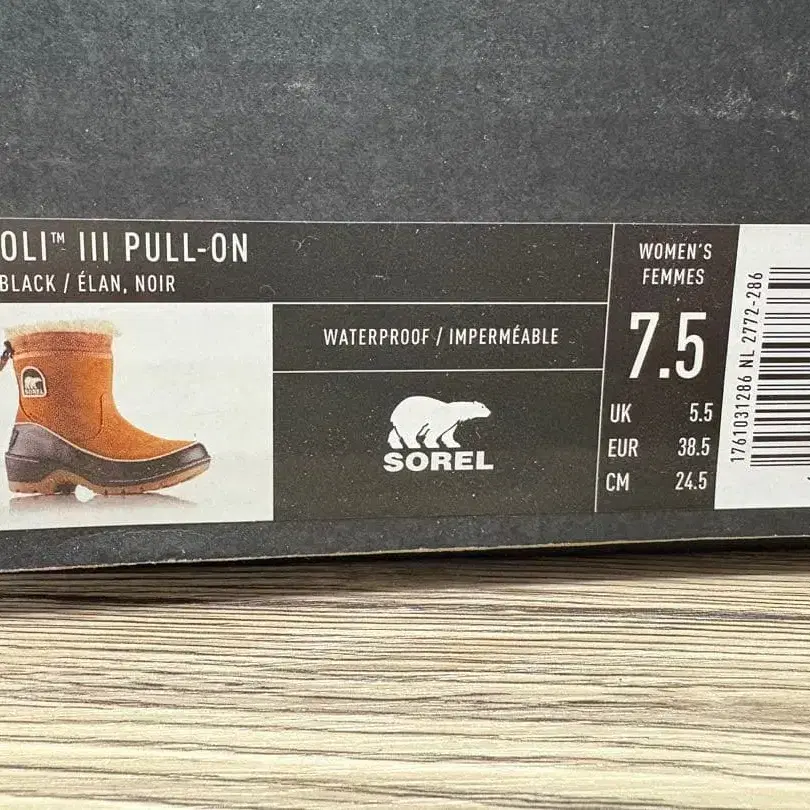 OLI™ III PULL-ON
BLACK / ÉLAN, NOIR
SOREL
WATERPROOF / IMPERMÉABLE
SOREL
WOMEN'S
FEMMES
7.5
UK 5.5
EUR 38.5
CM 24.5
1761031286 NL 2772-286